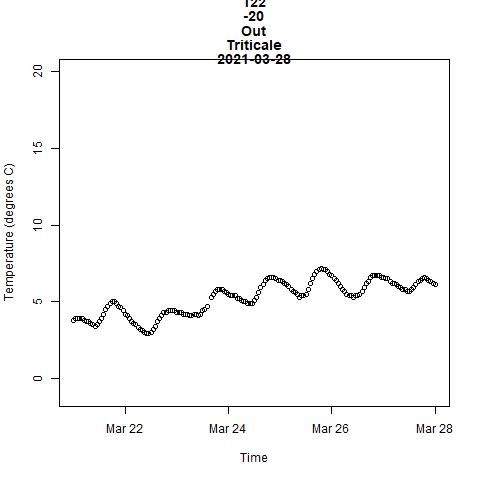 122
-20
Out
Triticale
2021-03-28
Temperature (degrees C)
20
15
10
5
0
Mar 22
Mar 24
Mar 26
Mar 28
Time